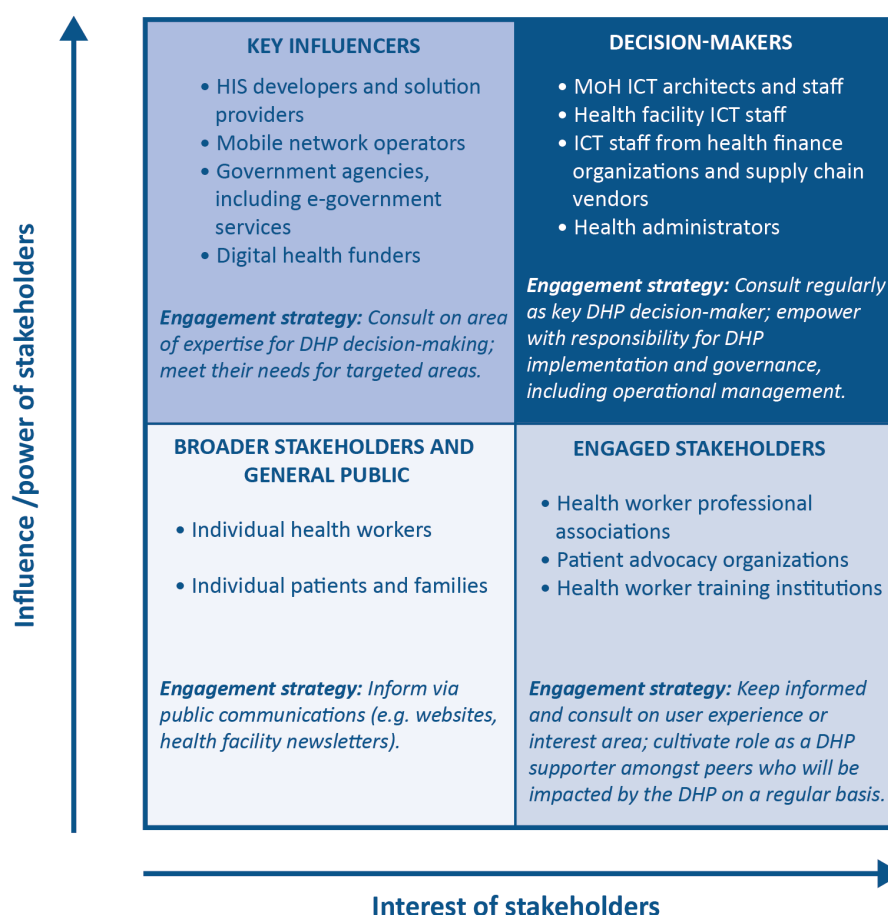 KEY INFLUENCERS
• HIS developers and solution
providers
• Mobile network operators
• Government agencies,
including e-government
services
• Digital health funders
Engagement strategy: Consult on area
of expertise for DHP decision-making;
meet their needs for targeted areas.
DECISION-MAKERS
• MoH ICT architects and staff
• Health facility ICT staff
• ICT staff from health finance
organizations and supply chain
vendors
• Health administrators
Engagement strategy: Consult regularly
as key DHP decision-maker; empower
with responsibility for DHP
implementation and governance,
including operational management.
BROADER STAKEHOLDERS AND
GENERAL PUBLIC
• Individual health workers
• Individual patients and families
Engagement strategy: Inform via
public communications (e.g. websites,
health facility newsletters).
ENGAGED STAKEHOLDERS
• Health worker professional
associations
• Patient advocacy organizations
• Health worker training institutions
Engagement strategy: Keep informed
and consult on user experience or
interest area; cultivate role as a DHP
supporter amongst peers who will be
impacted by the DHP on a regular basis.
Influence /power of stakeholders
Interest of stakeholders